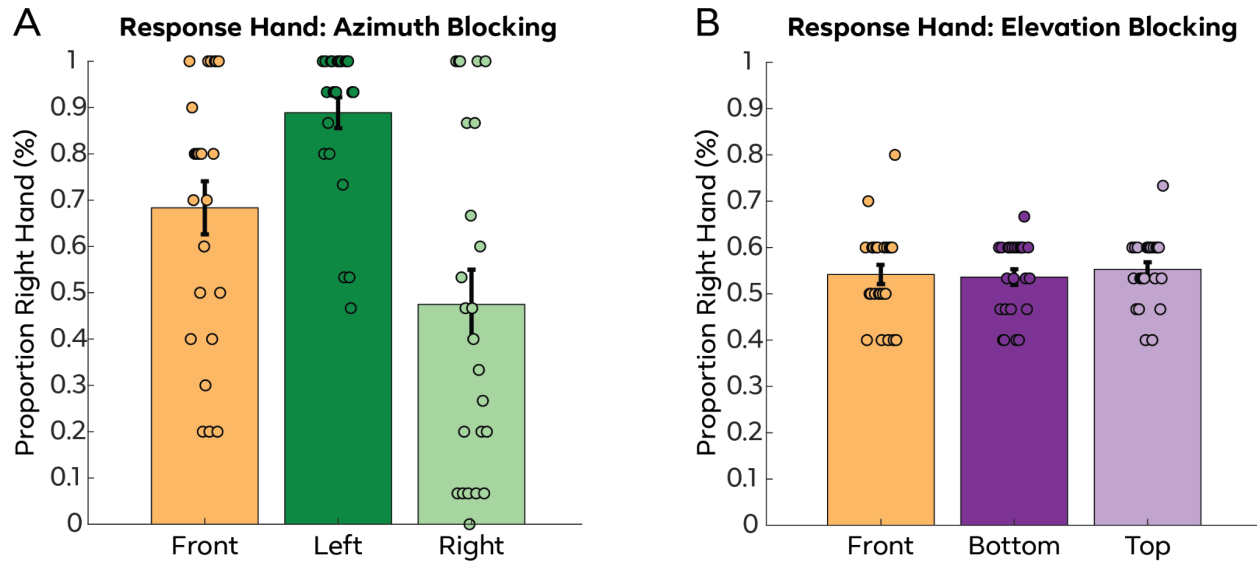 A
Response Hand: Azimuth Blocking
Proportion Right Hand (%)
1
0.9
0.8
0.7
0.6
0.5
0.4
0.3
0.2
0.1
0
Front Left Right
B
Response Hand: Elevation Blocking
Proportion Right Hand (%)
1
0.9
0.8
0.7
0.6
0.5
0.4
0.3
0.2
0.1
0
Front Bottom Top